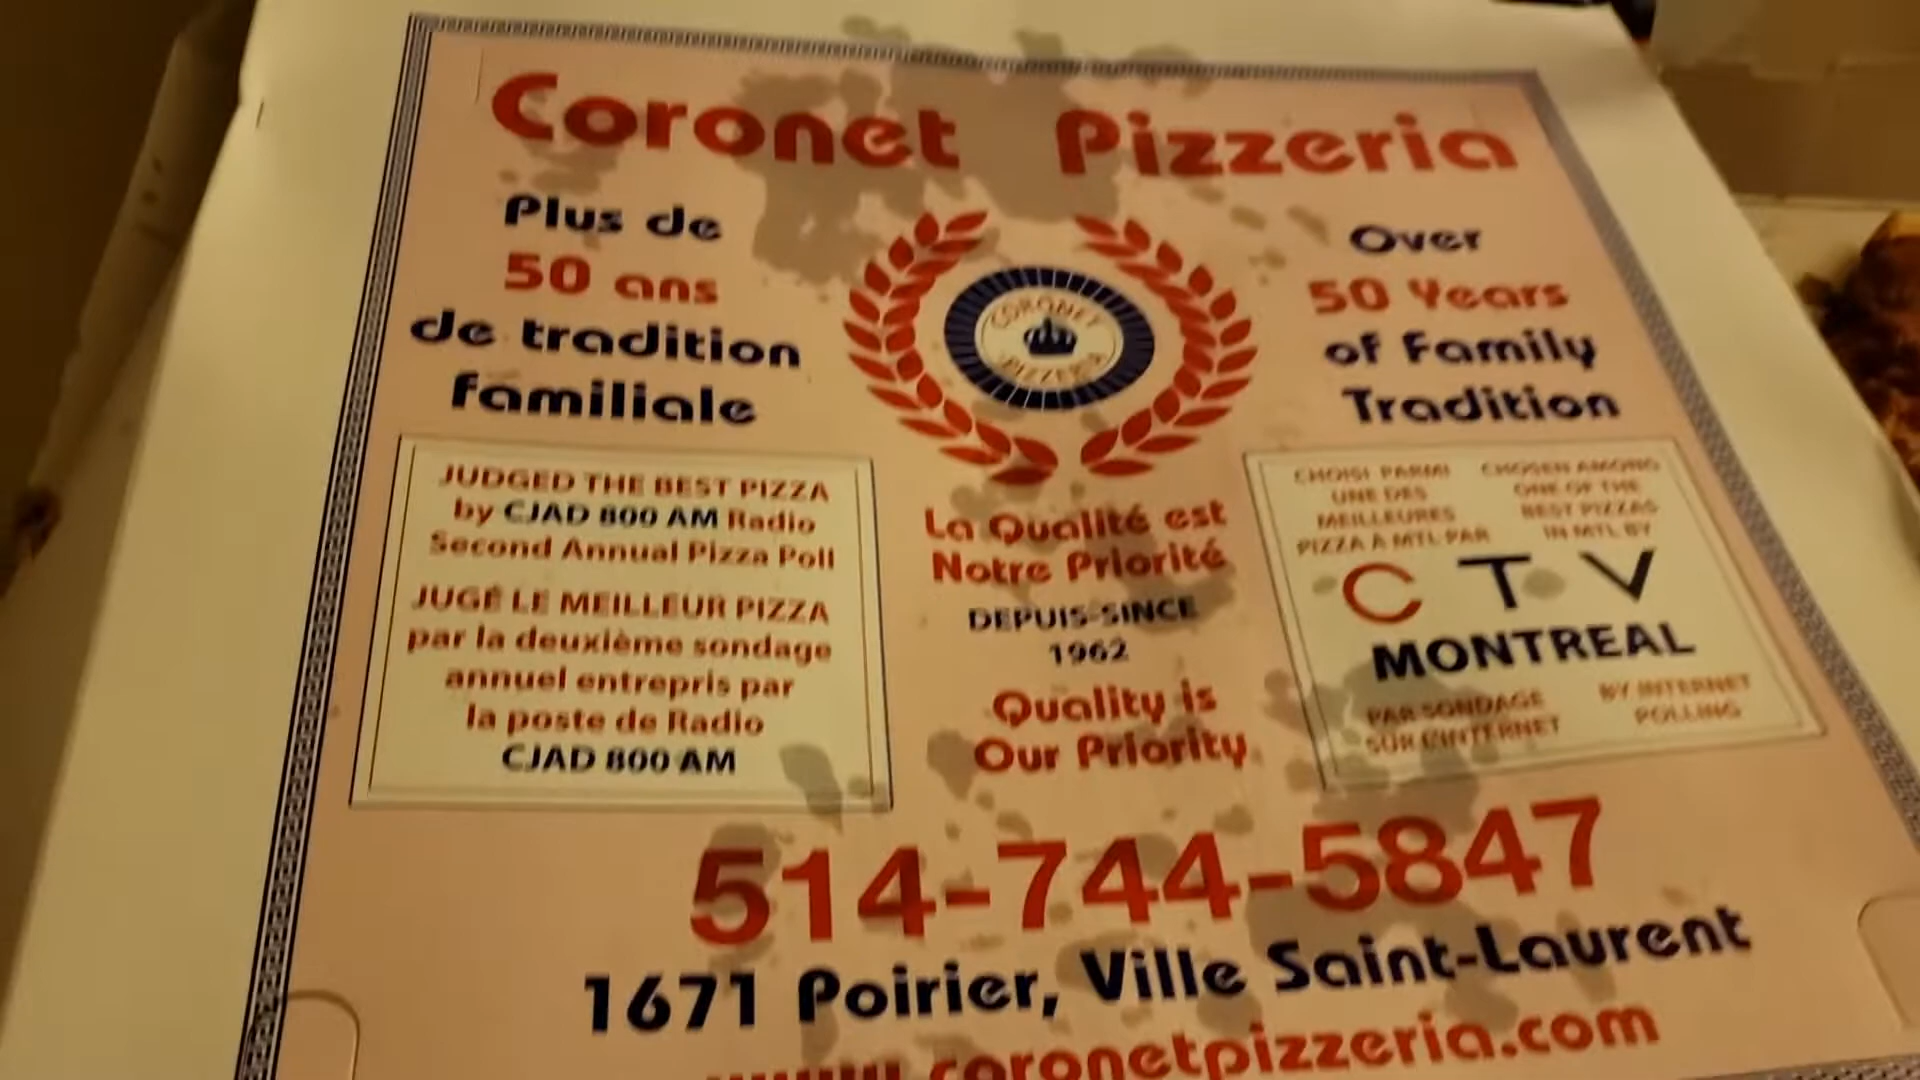 Coronet Pizzeria
Plus de
50 ans
de tradition
familiale
CORONET
PIZZERIA
Over
50 Years
of Family
Tradition
JUDGED THE BEST PIZZA
by CJAD 800 AM Radio
Second Annual Pizza Poll
JUGÉ LE MEILLEUR PIZZA
par la deuxième sondage
annuel entrepris par
la poste de Radio
CJAD 800 AM
La Qualité est
Notre Priorité
DEPUIS-SINCE
1962
Quality is
Our Priority
CHOISI PARMI
UNE DES
MEILLEURES
PIZZA A MTL PAR
CHOSEN AMONG
ONE OF THE
BEST PIZZAS
IN MTL BY
CTV
MONTREAL
PAR SONDAGE
SUR L'INTERNET
BY INTERNET
POLLING
514-744-5847
1671 Poirier, Ville Saint-Laurent
www.coronetpizzeria.com